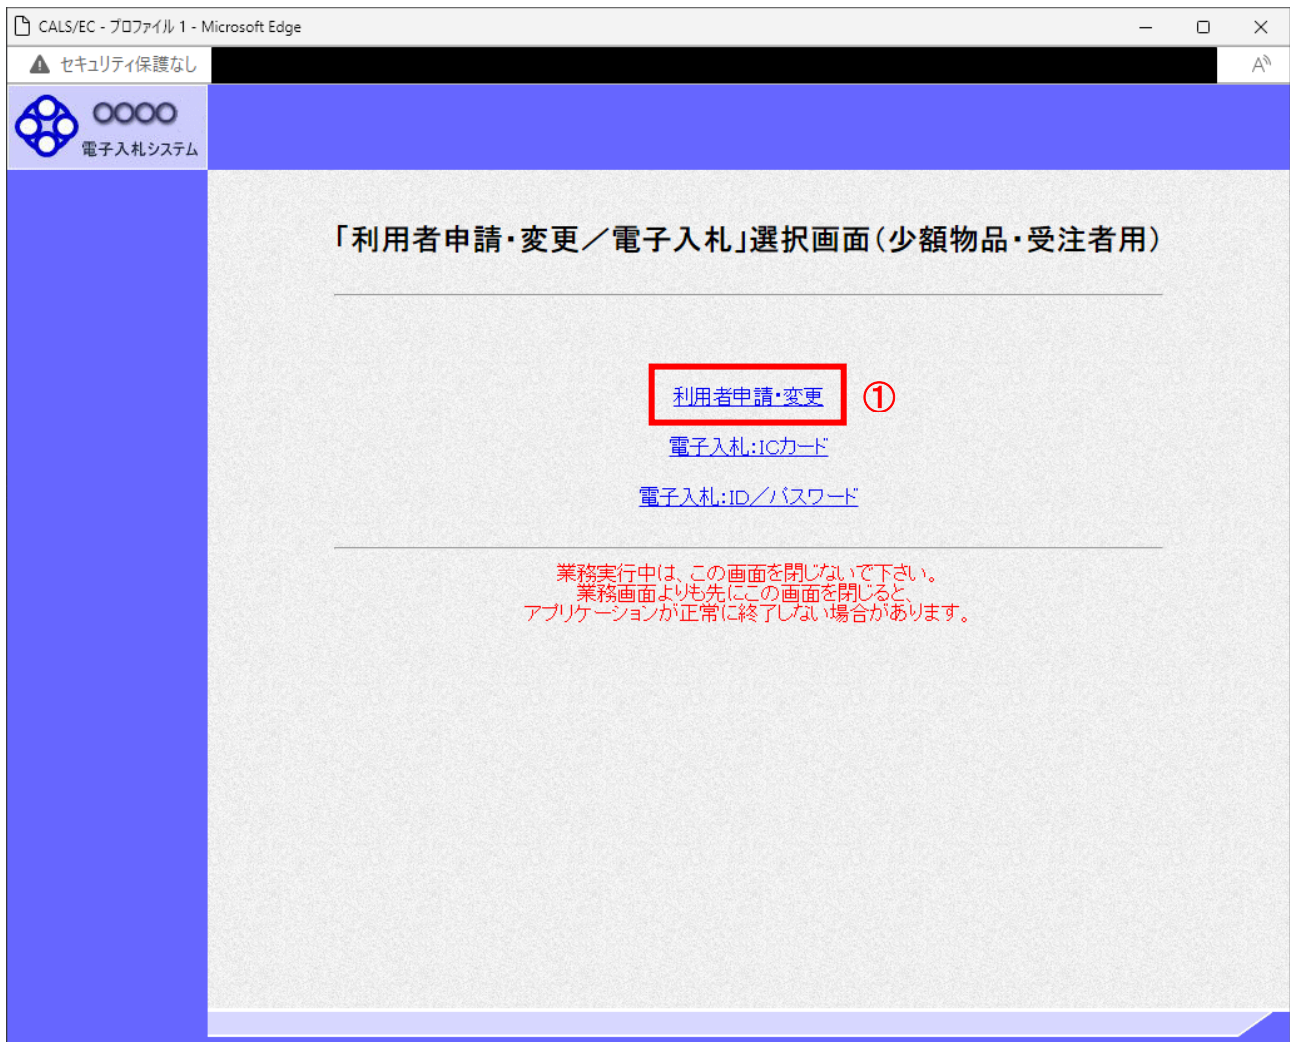 CALS/EC - プロファイル 1 - Microsoft Edge
セキュリティ保護なし
○○○○
電子入札システム
「利用者申請・変更／電子入札」選択画面（少額物品・受注者用）
利用者申請・変更 ①
電子入札：ICカード
電子入札：ID／パスワード
業務実行中は、この画面を閉じないで下さい。
業務画面よりも先にこの画面を閉じると、
アプリケーションが正常に終了しない場合があります。